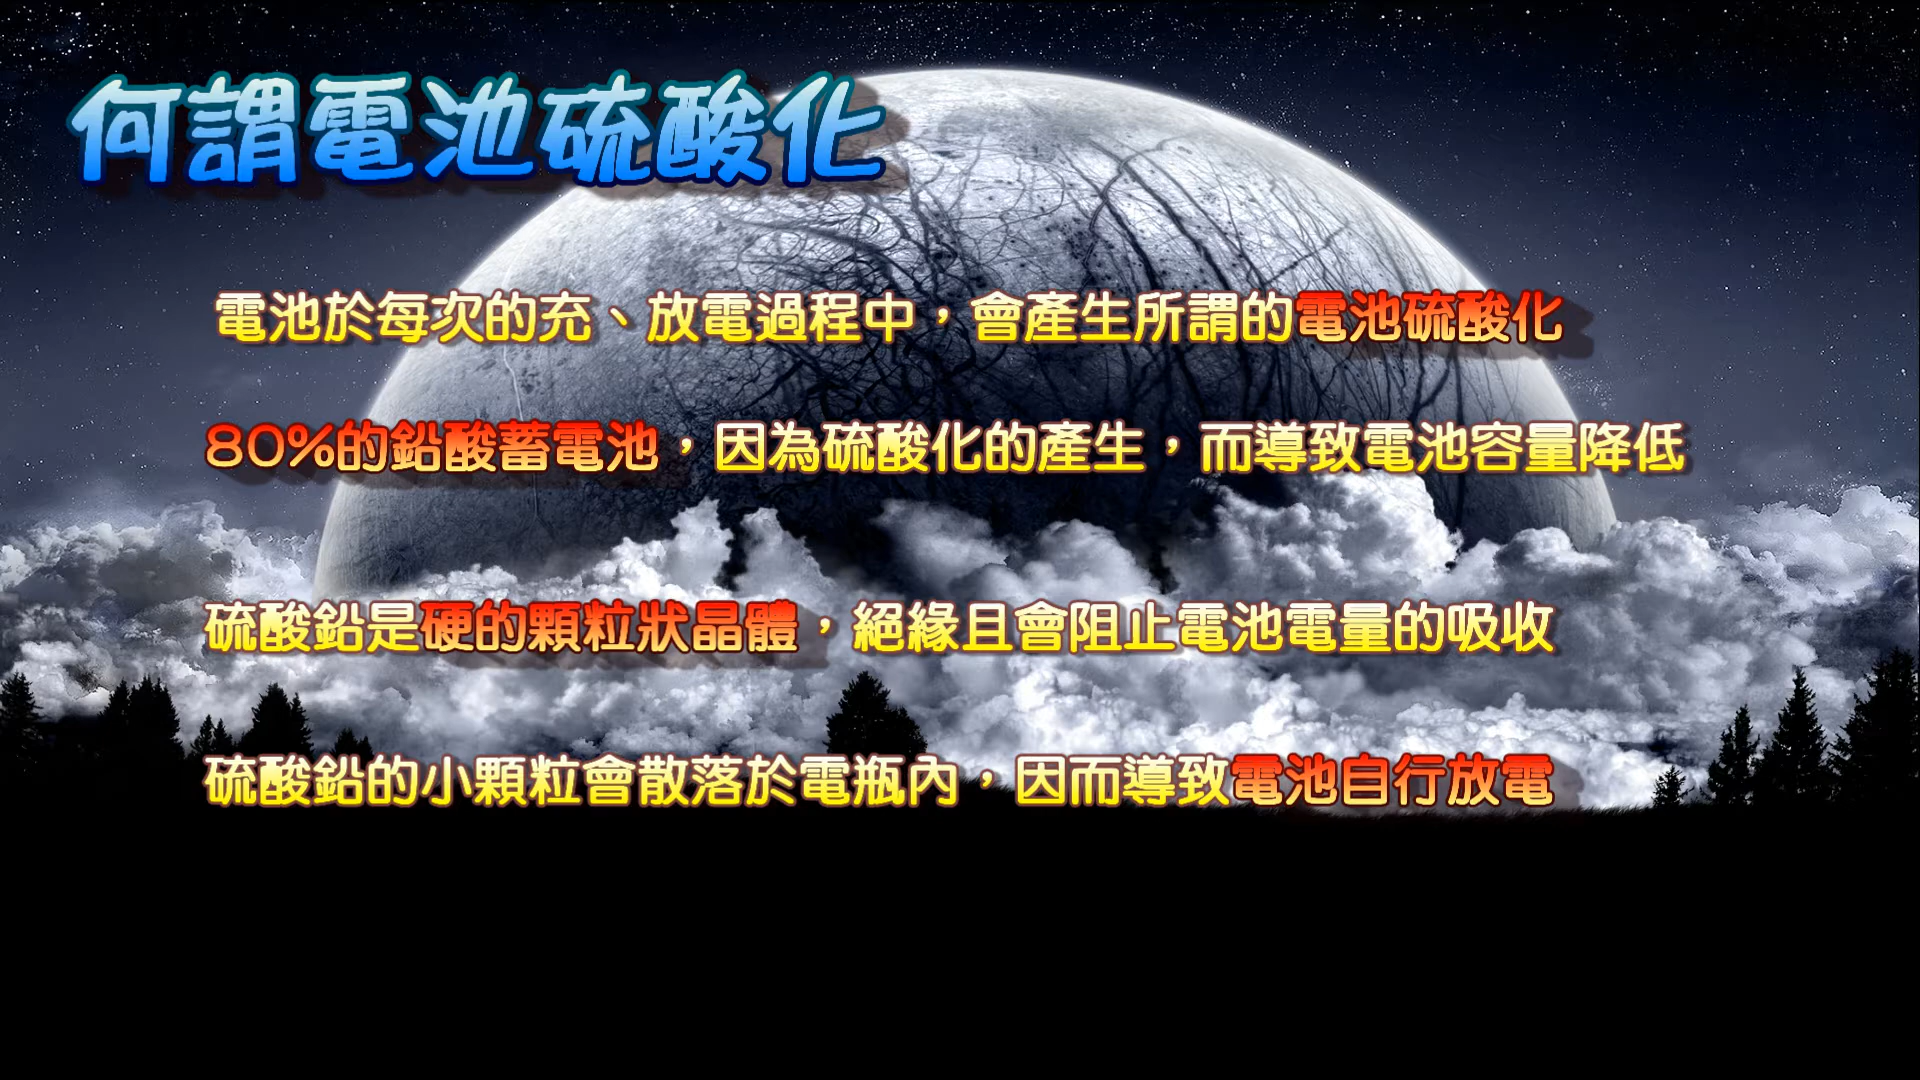 何謂電池硫酸化
電池於每次的充、放電過程中，會產生所謂的電池硫酸化
80%的鉛酸蓄電池，因為硫酸化的產生，而導致電池容量降低
硫酸鉛是硬的顆粒狀晶體，絕緣且會阻止電池電量的吸收
硫酸鉛的小顆粒會散落於電瓶內，因而導致電池自行放電